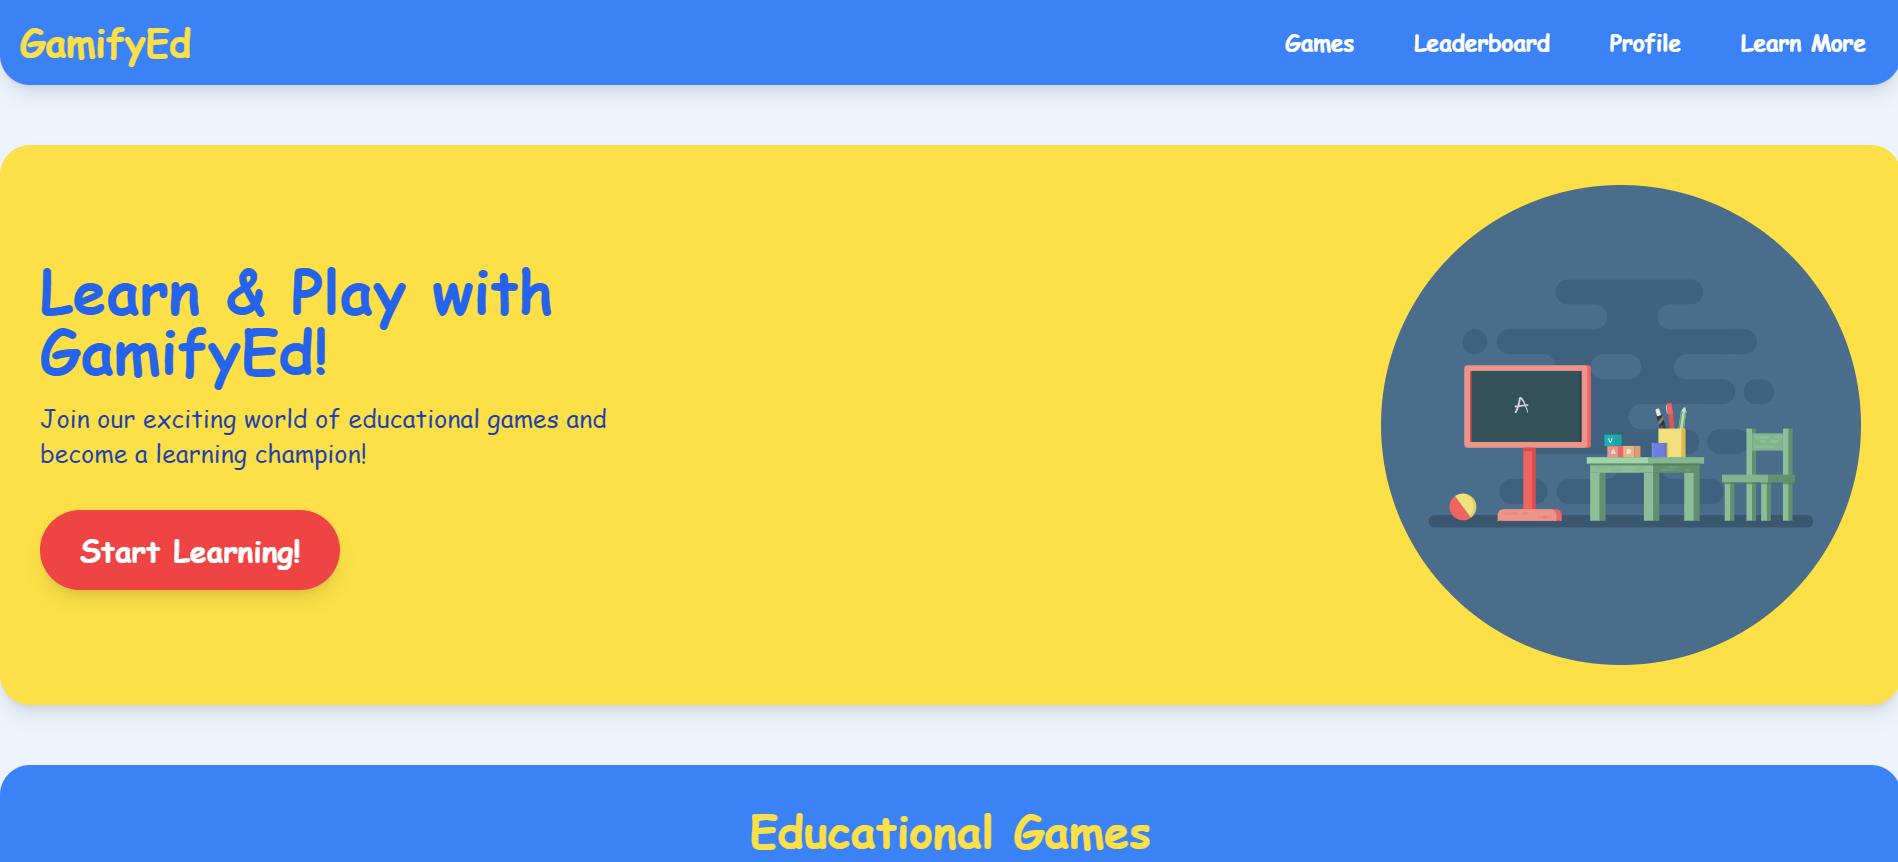 GamifyEd
Games Leaderboard Profile Learn More
Learn & Play with
GamifyEd!
Join our exciting world of educational games and
become a learning champion!
Start Learning!
A
V
A R
Educational Games